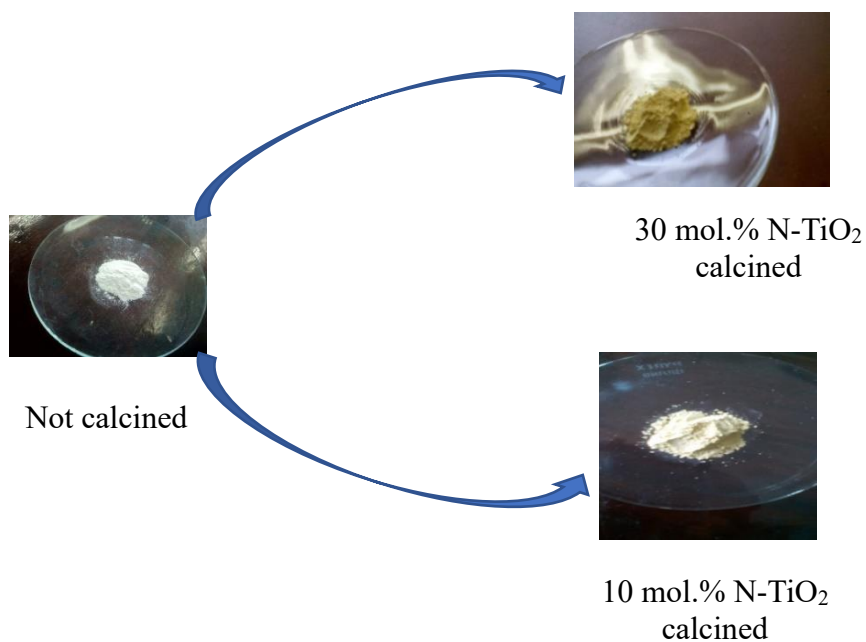 30 mol.% N-TiO₂
calcined
Not calcined
10 mol.% N-TiO₂
calcined